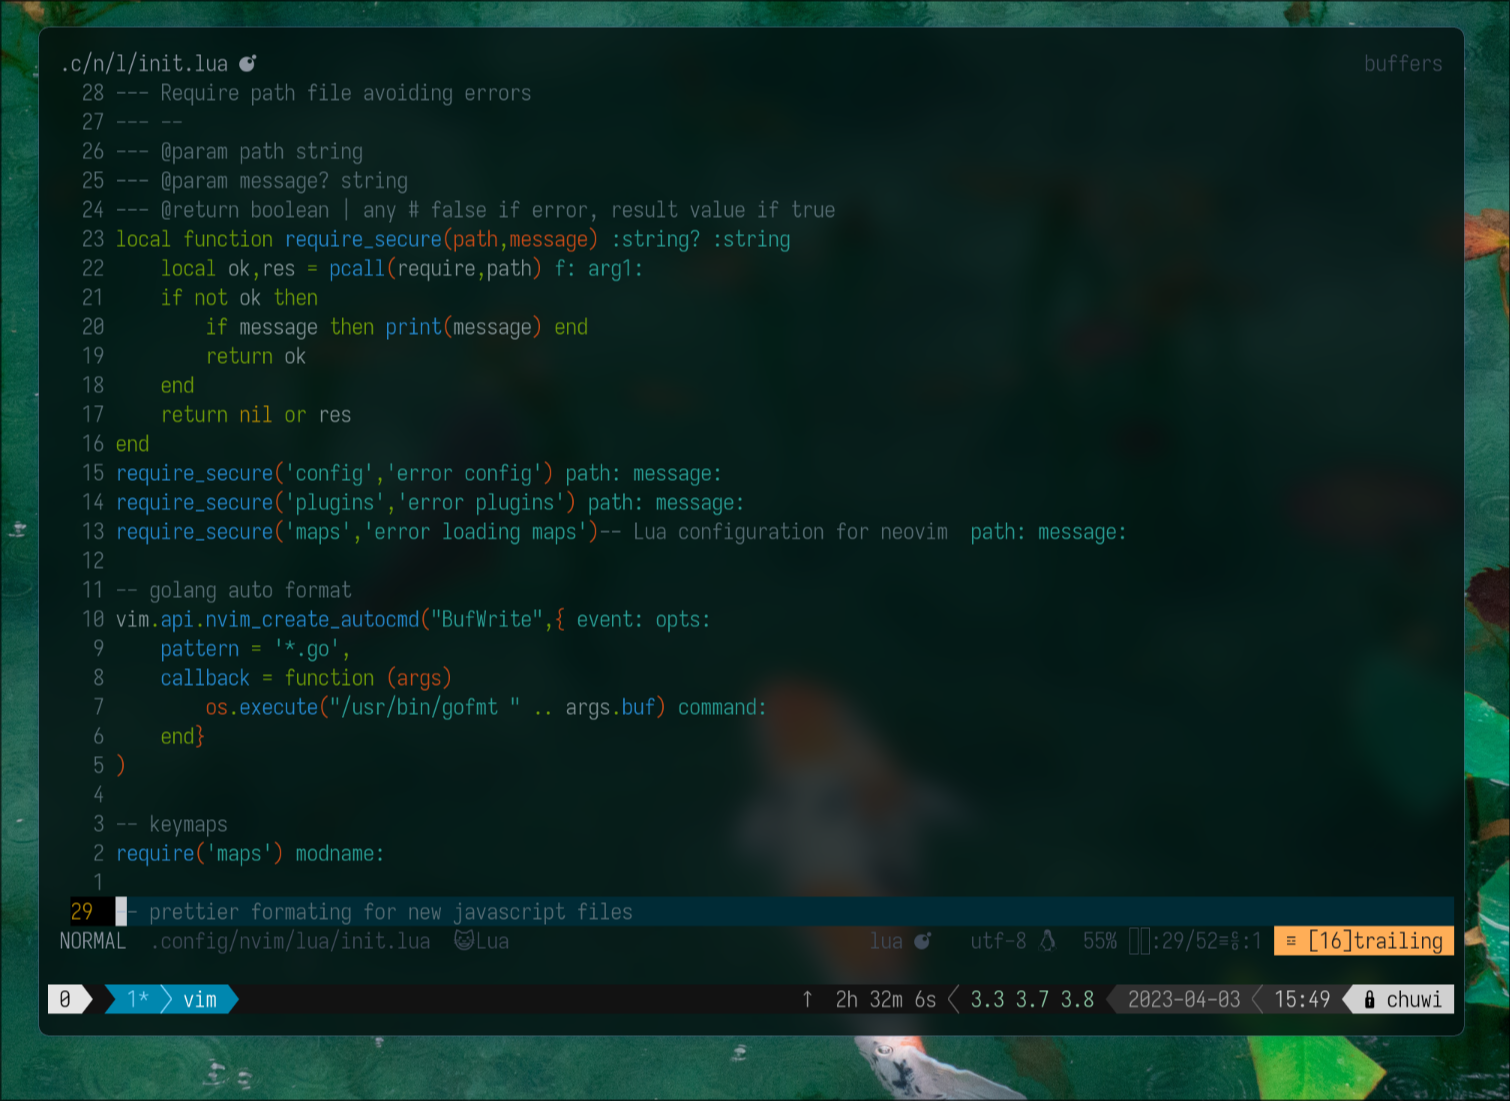 .c/n/l/init.lua buffers
28 --- Require path file avoiding errors
27 --- --
26 --- @param path string
25 --- @param message? string
24 --- @return boolean | any # false if error, result value if true
23 local function require_secure(path,message) :string? :string
22 local ok,res = pcall(require,path) f: arg1:
21 if not ok then
20 if message then print(message) end
19 return ok
18 end
17 return nil or res
16 end
15 require_secure('config','error config') path: message:
14 require_secure('plugins','error plugins') path: message:
13 require_secure('maps','error loading maps')-- Lua configuration for neovim path: message:
12
11 -- golang auto format
10 vim.api.nvim_create_autocmd("BufWrite",{ event: opts:
9 pattern = '*.go',
8 callback = function (args)
7 os.execute("/usr/bin/gofmt " .. args.buf) command:
6 end}
5 )
4
3 -- keymaps
2 require('maps') modname:
1
29 -- prettier formating for new javascript files
NORMAL .config/nvim/lua/init.lua Lua lua utf-8 55% :29/52≡:1 ☲ [16]trailing
0 1* vim ↑ 2h 32m 6s 3.3 3.7 3.8 2023-04-03 15:49 chuwi